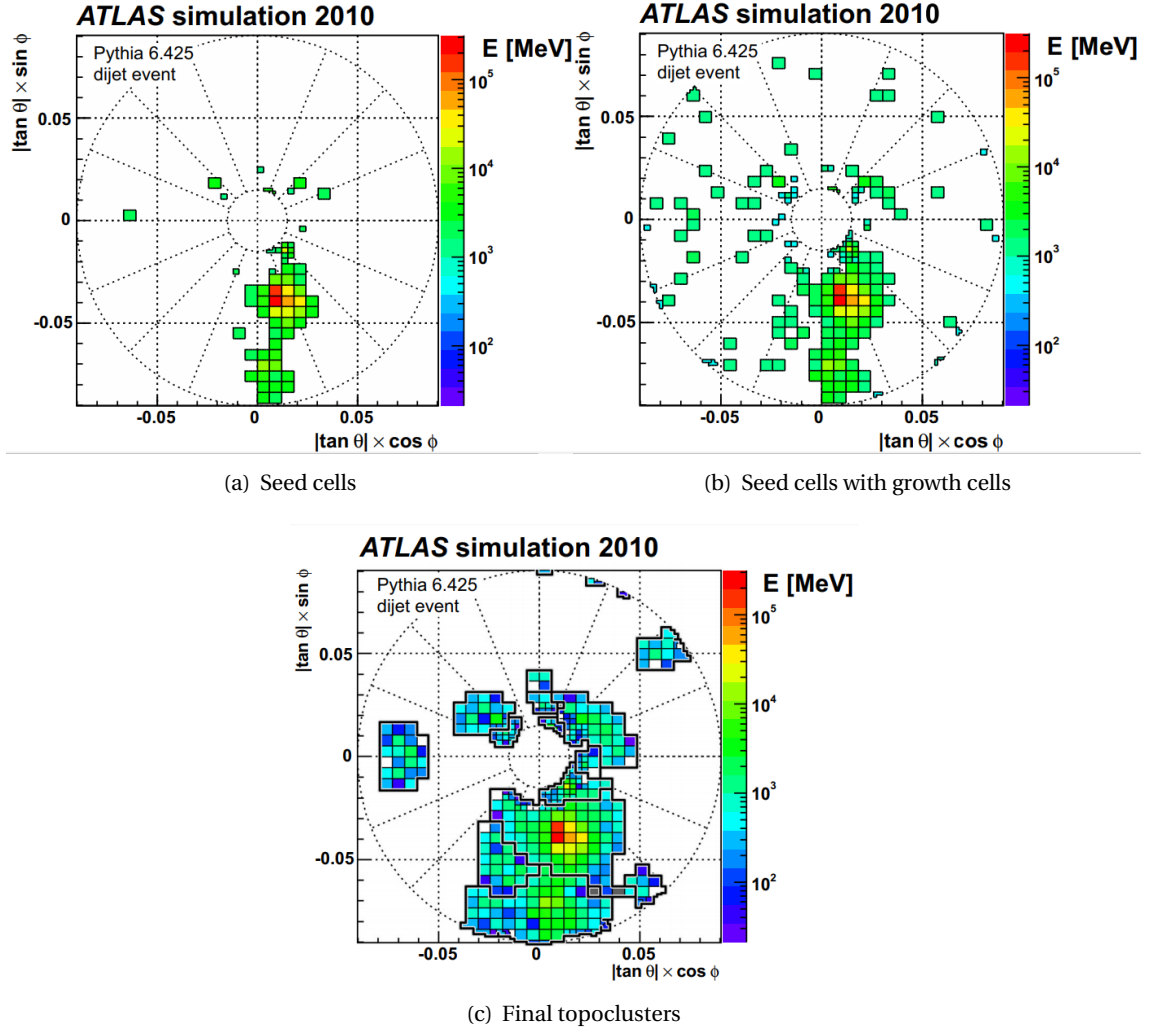 ATLAS simulation 2010
Pythia 6.425
dijet event
E [MeV]
|tan θ| × sin ϕ
0.05
0
-0.05
10⁵
10⁴
10³
10²
-0.05
0
0.05
|tan θ| × cos ϕ
(a) Seed cells
ATLAS simulation 2010
Pythia 6.425
dijet event
E [MeV]
|tan θ| × sin ϕ
0.05
0
-0.05
10⁵
10⁴
10³
10²
-0.05
0
0.05
|tan θ| × cos ϕ
(b) Seed cells with growth cells
ATLAS simulation 2010
Pythia 6.425
dijet event
E [MeV]
|tan θ| × sin ϕ
0.05
0
-0.05
10⁵
10⁴
10³
10²
-0.05
0
0.05
|tan θ| × cos ϕ
(c) Final topoclusters